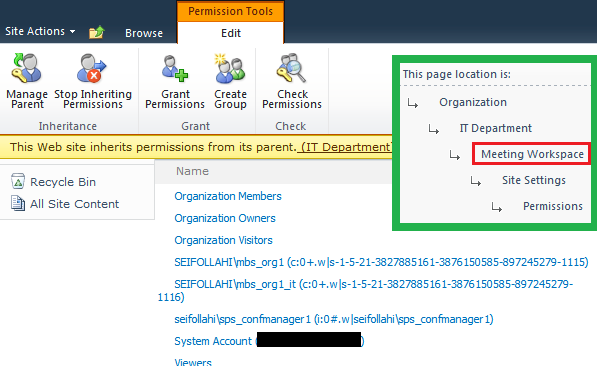 Permission Tools
Site Actions
Browse
Edit
Manage Parent
Stop Inheriting Permissions
Inheritance
Grant Permissions
Create Group
Grant
Check Permissions
Check
This page location is:
Organization
IT Department
Meeting Workspace
Site Settings
Permissions
This Web site inherits permissions from its parent. (IT Department)
Recycle Bin
All Site Content
Name
Organization Members
Organization Owners
Organization Visitors
SEIFOLLAHI\mbs_org1 (c:0+.w|s-1-5-21-3827885161-3876150585-897245279-1115)
SEIFOLLAHI\mbs_org1_it (c:0+.w|s-1-5-21-3827885161-3876150585-897245279-
1116)
seifollahi\sps_confmanager1 (i:0#.w|seifollahi\sps_confmanager1)
System Account ( )
Viewers